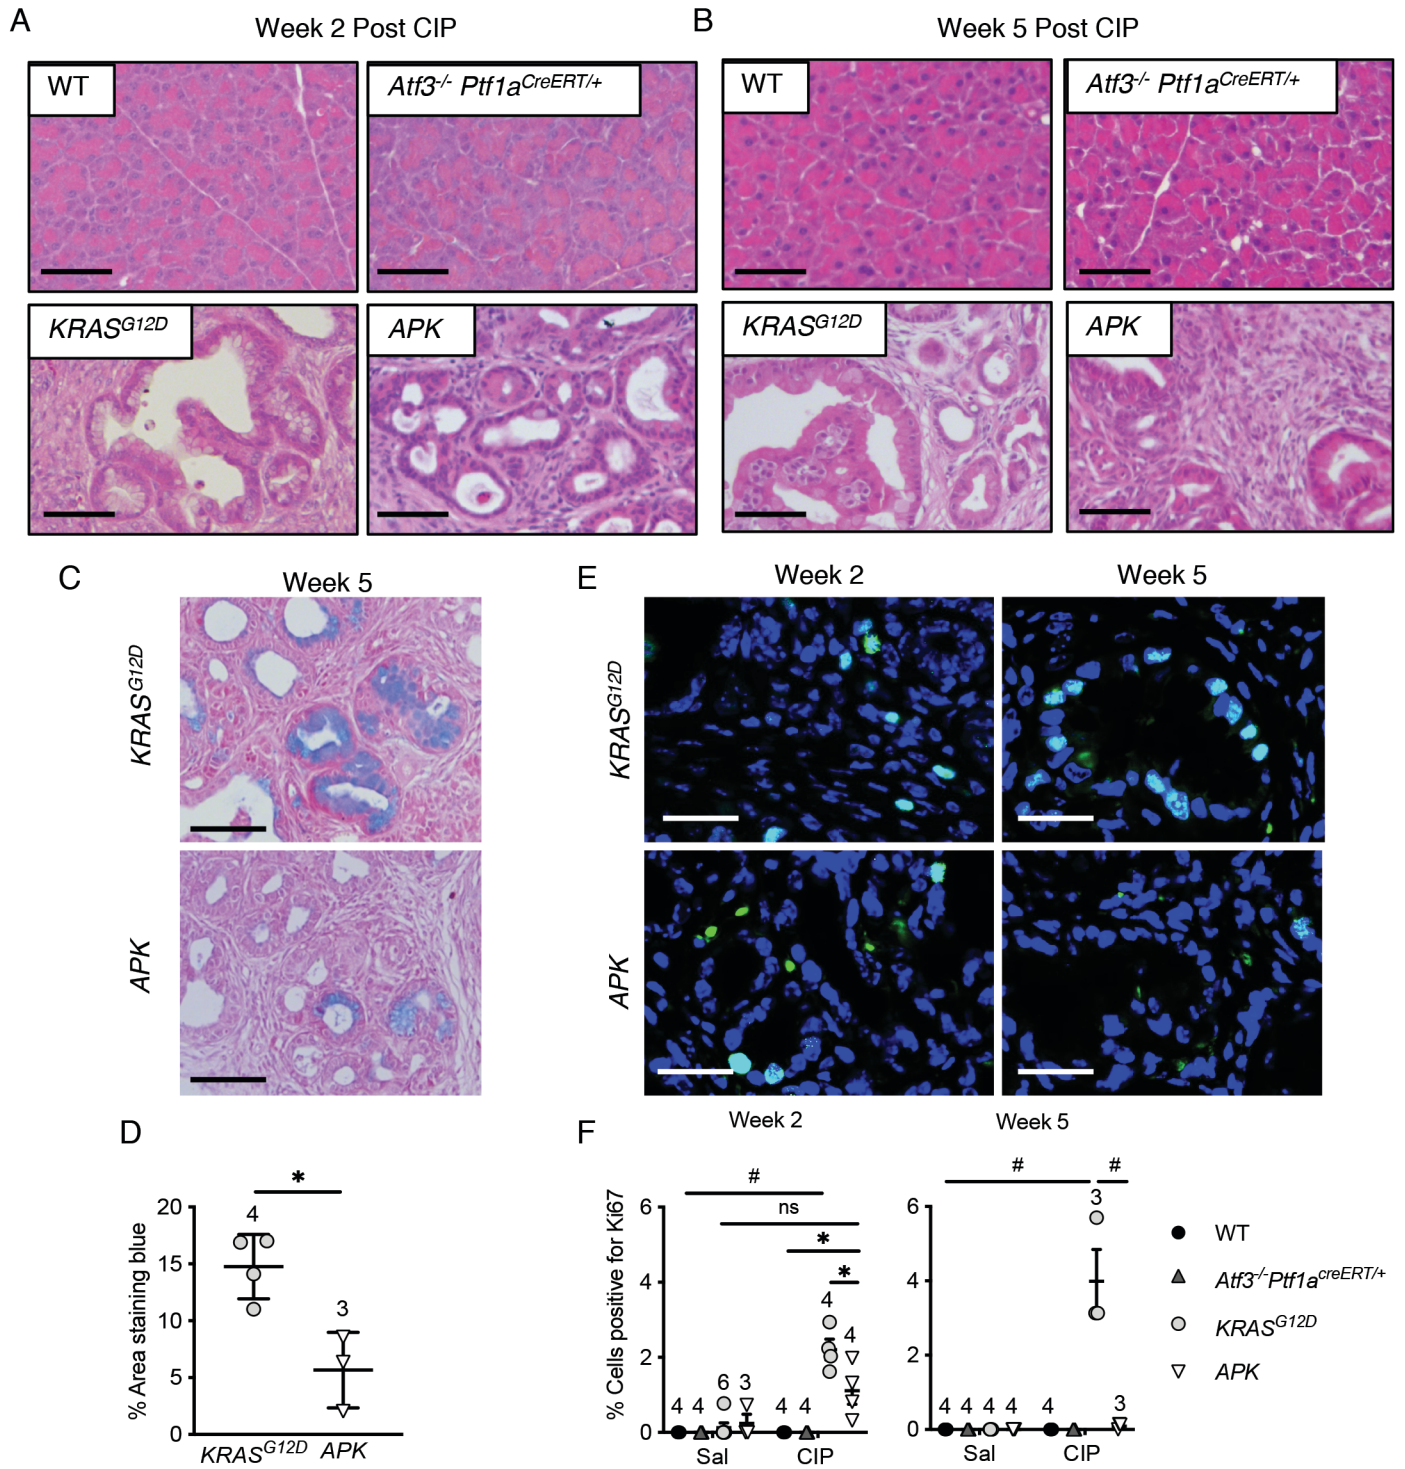 A
Week 2 Post CIP
B
Week 5 Post CIP
WT
Atf3-/- Ptf1aCreERT/+
WT
Atf3-/- Ptf1aCreERT/+
KRASG12D
APK
KRASG12D
APK
C
Week 5
KRASG12D
APK
E
Week 2
Week 5
KRASG12D
APK
D
*
% Area staining blue
20
15
10
5
0
4
3
KRASG12D
APK
F
Week 2
Week 5
% Cells positive for Ki67
6
4
2
0
#
ns
*
*
4
4
6
3
4
4
4
4
Sal
CIP
6
4
2
0
#
#
3
4
4
4
4
4
3
Sal
CIP
WT
Atf3-/-Ptf1acreERT/+
KRASG12D
APK